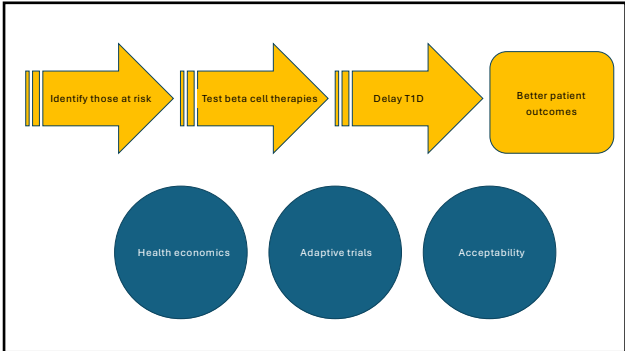 Identify those at risk
Test beta cell therapies
Delay T1D
Better patient
outcomes
Health economics
Adaptive trials
Acceptability